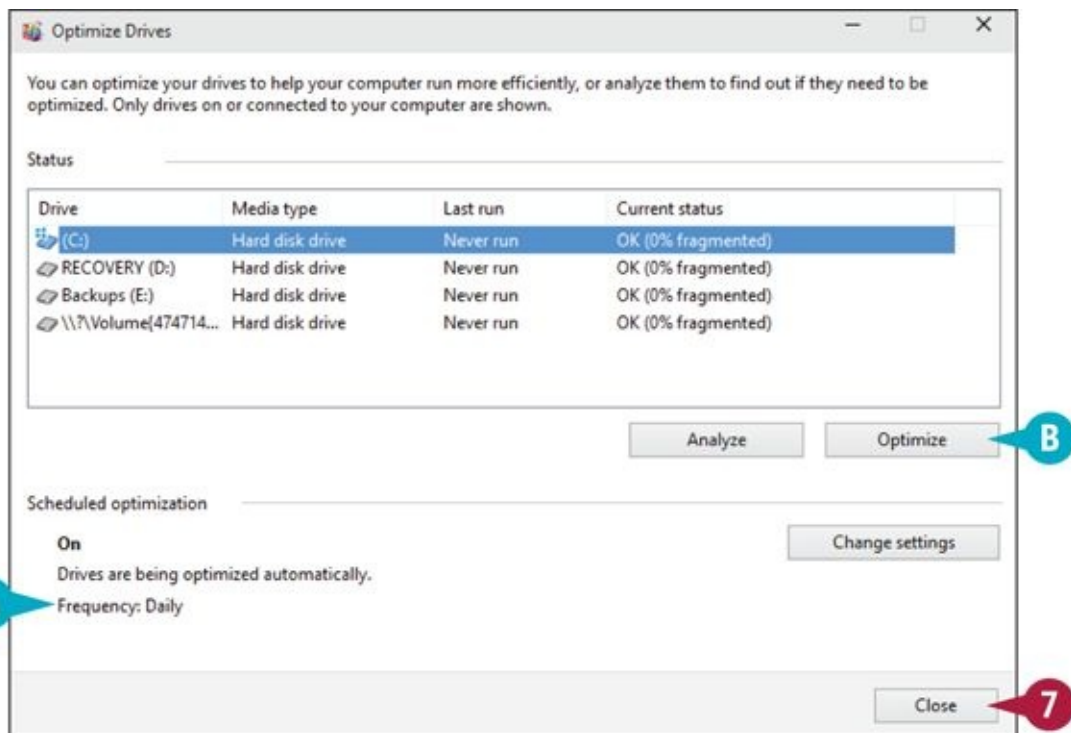 Optimize Drives
You can optimize your drives to help your computer run more efficiently, or analyze them to find out if they need to be
optimized. Only drives on or connected to your computer are shown.
Status
Drive Media type Last run Current status
(C:) Hard disk drive Never run OK (0% fragmented)
RECOVERY (D:) Hard disk drive Never run OK (0% fragmented)
Backups (E:) Hard disk drive Never run OK (0% fragmented)
\\?\Volume{474714... Hard disk drive Never run OK (0% fragmented)
Analyze Optimize B
Scheduled optimization
On Change settings
Drives are being optimized automatically.
Frequency: Daily
Close 7